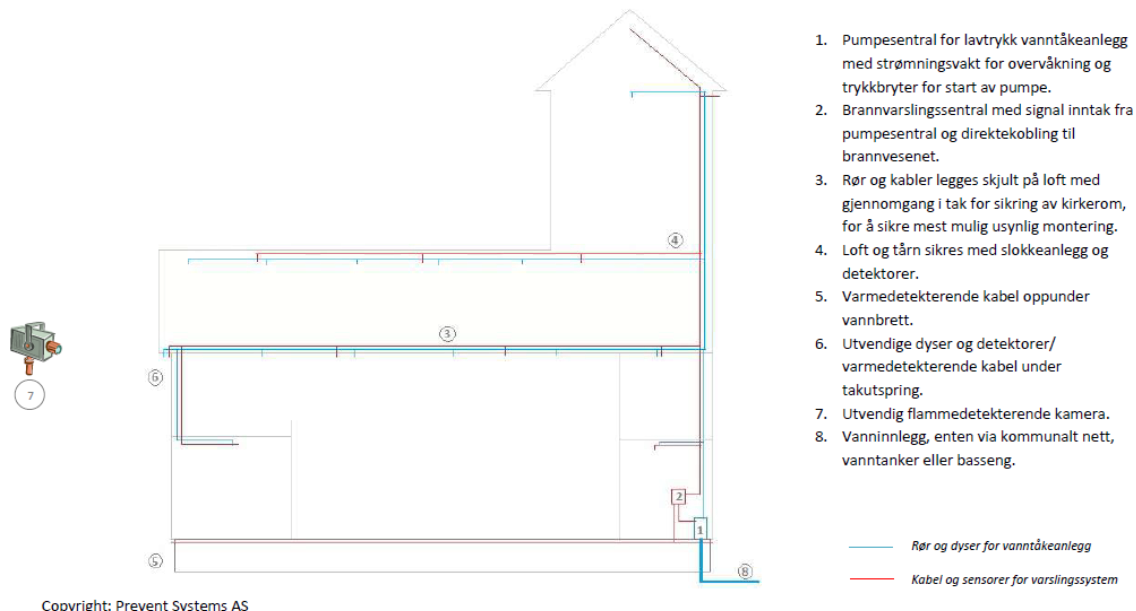 1. Pumpesentral for lavtrykk vanntåkeanlegg
med strømningsvakt for overvåkning og
trykkbryter for start av pumpe.
2. Brannvarslingssentral med signal inntak fra
pumpesentral og direktekobling til
brannvesenet.
3. Rør og kabler legges skjult på loft med
gjennomgang i tak for sikring av kirkerom,
for å sikre mest mulig usynlig montering.
4. Loft og tårn sikres med slokkeanlegg og
detektorer.
5. Varmedetekterende kabel oppunder
vannbrett.
6. Utvendige dyser og detektorer/
varmedetekterende kabel under
takutspring.
7. Utvendig flammedetekterende kamera.
8. Vanninnlegg, enten via kommunalt nett,
vanntanker eller basseng.
4
3
6
7
2
1
5
8
Rør og dyser for vanntåkeanlegg
Kabel og sensorer for varslingssystem
Copyright: Prevent Systems AS